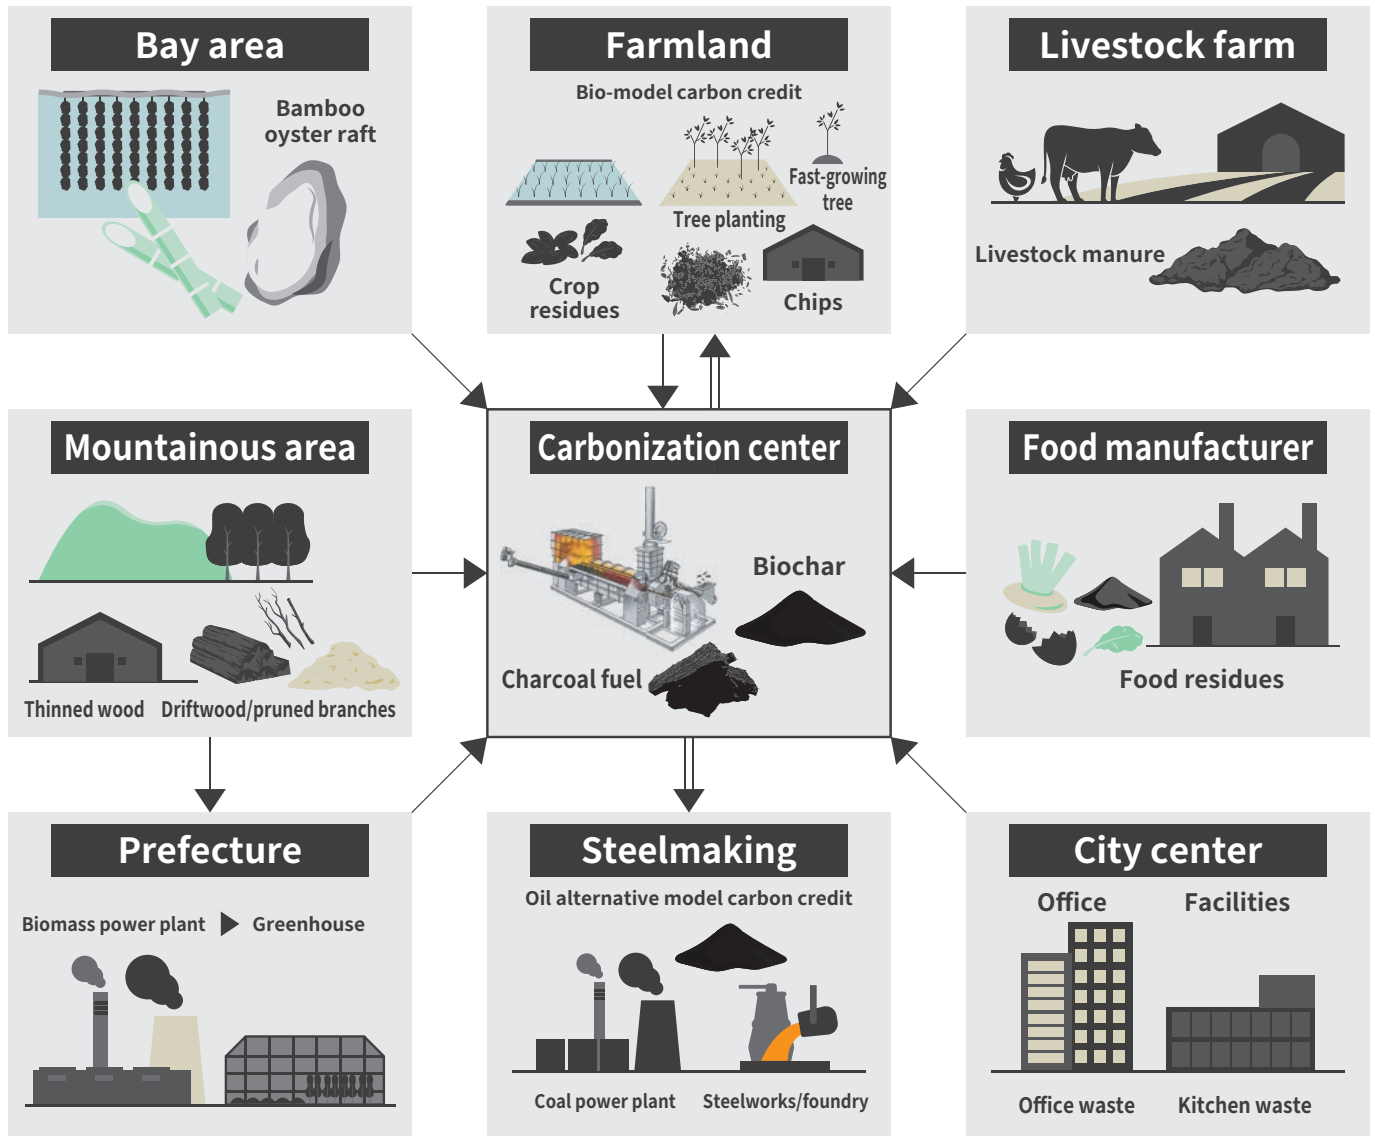 Bay area
Bamboo
oyster raft
Farmland
Bio-model carbon credit
Fast-growing
tree
Tree planting
Crop
residues
Chips
Livestock farm
Livestock manure
Mountainous area
Thinned wood
Driftwood/pruned branches
Carbonization center
Biochar
Charcoal fuel
Food manufacturer
Food residues
Prefecture
Biomass power plant
Greenhouse
Steelmaking
Oil alternative model carbon credit
Coal power plant
Steelworks/foundry
City center
Office
Facilities
Office waste
Kitchen waste